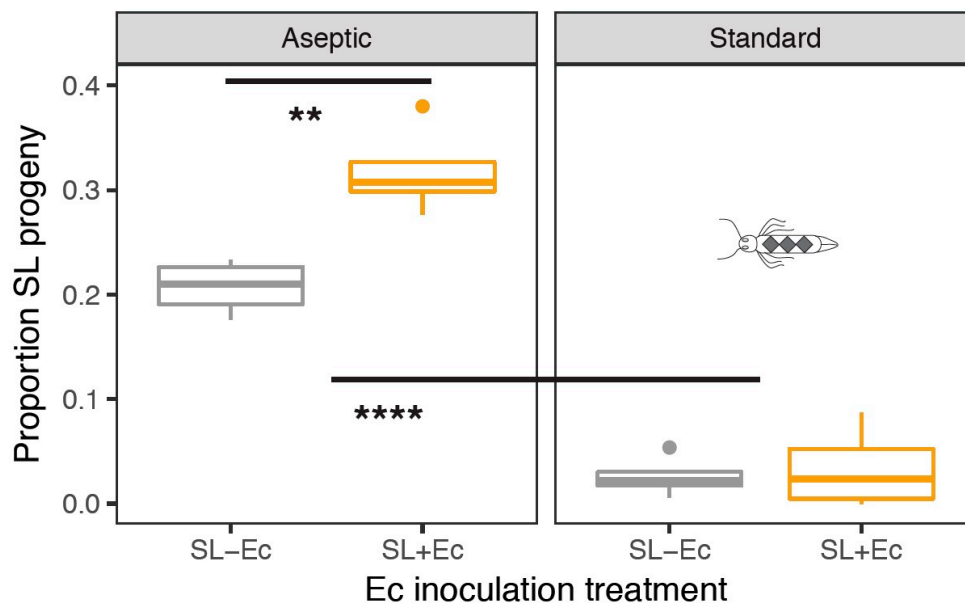 Aseptic Standard
Proportion SL progeny
0.4
**
0.3
0.2
0.1
****
0.0
SL−Ec SL+Ec SL−Ec SL+Ec
Ec inoculation treatment